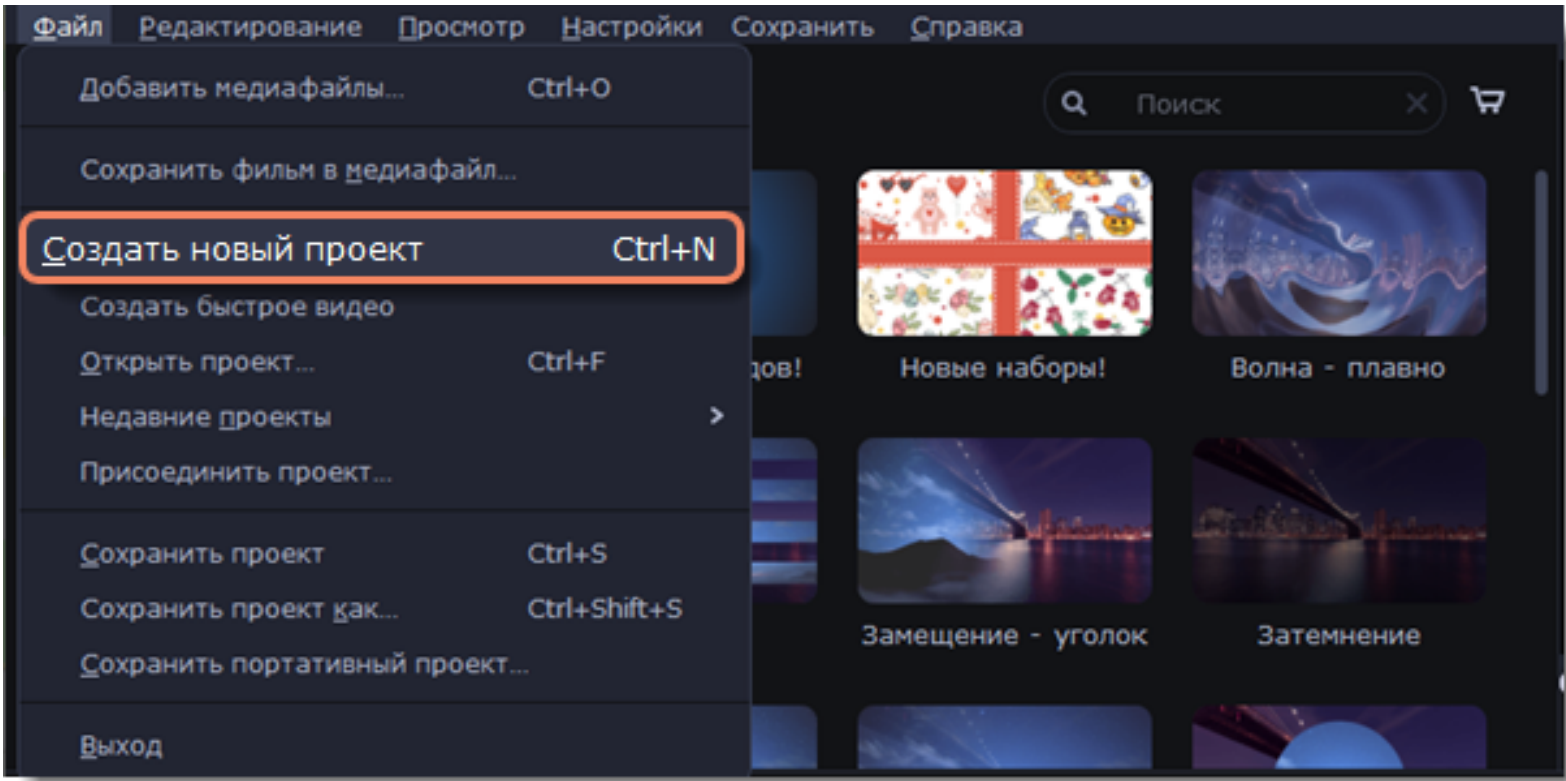 Файл Редактирование Просмотр Настройки Сохранить Справка
Добавить медиафайлы... Ctrl+O
Поиск
Сохранить фильм в медиафайл...
Создать новый проект Ctrl+N
Создать быстрое видео
Открыть проект... Ctrl+F
Недавние проекты
Присоединить проект...
Сохранить проект Ctrl+S
Сохранить проект как... Ctrl+Shift+S
Сохранить портативный проект...
Выход
дов! Новые наборы! Волна - плавно
Замещение - уголок Затемнение